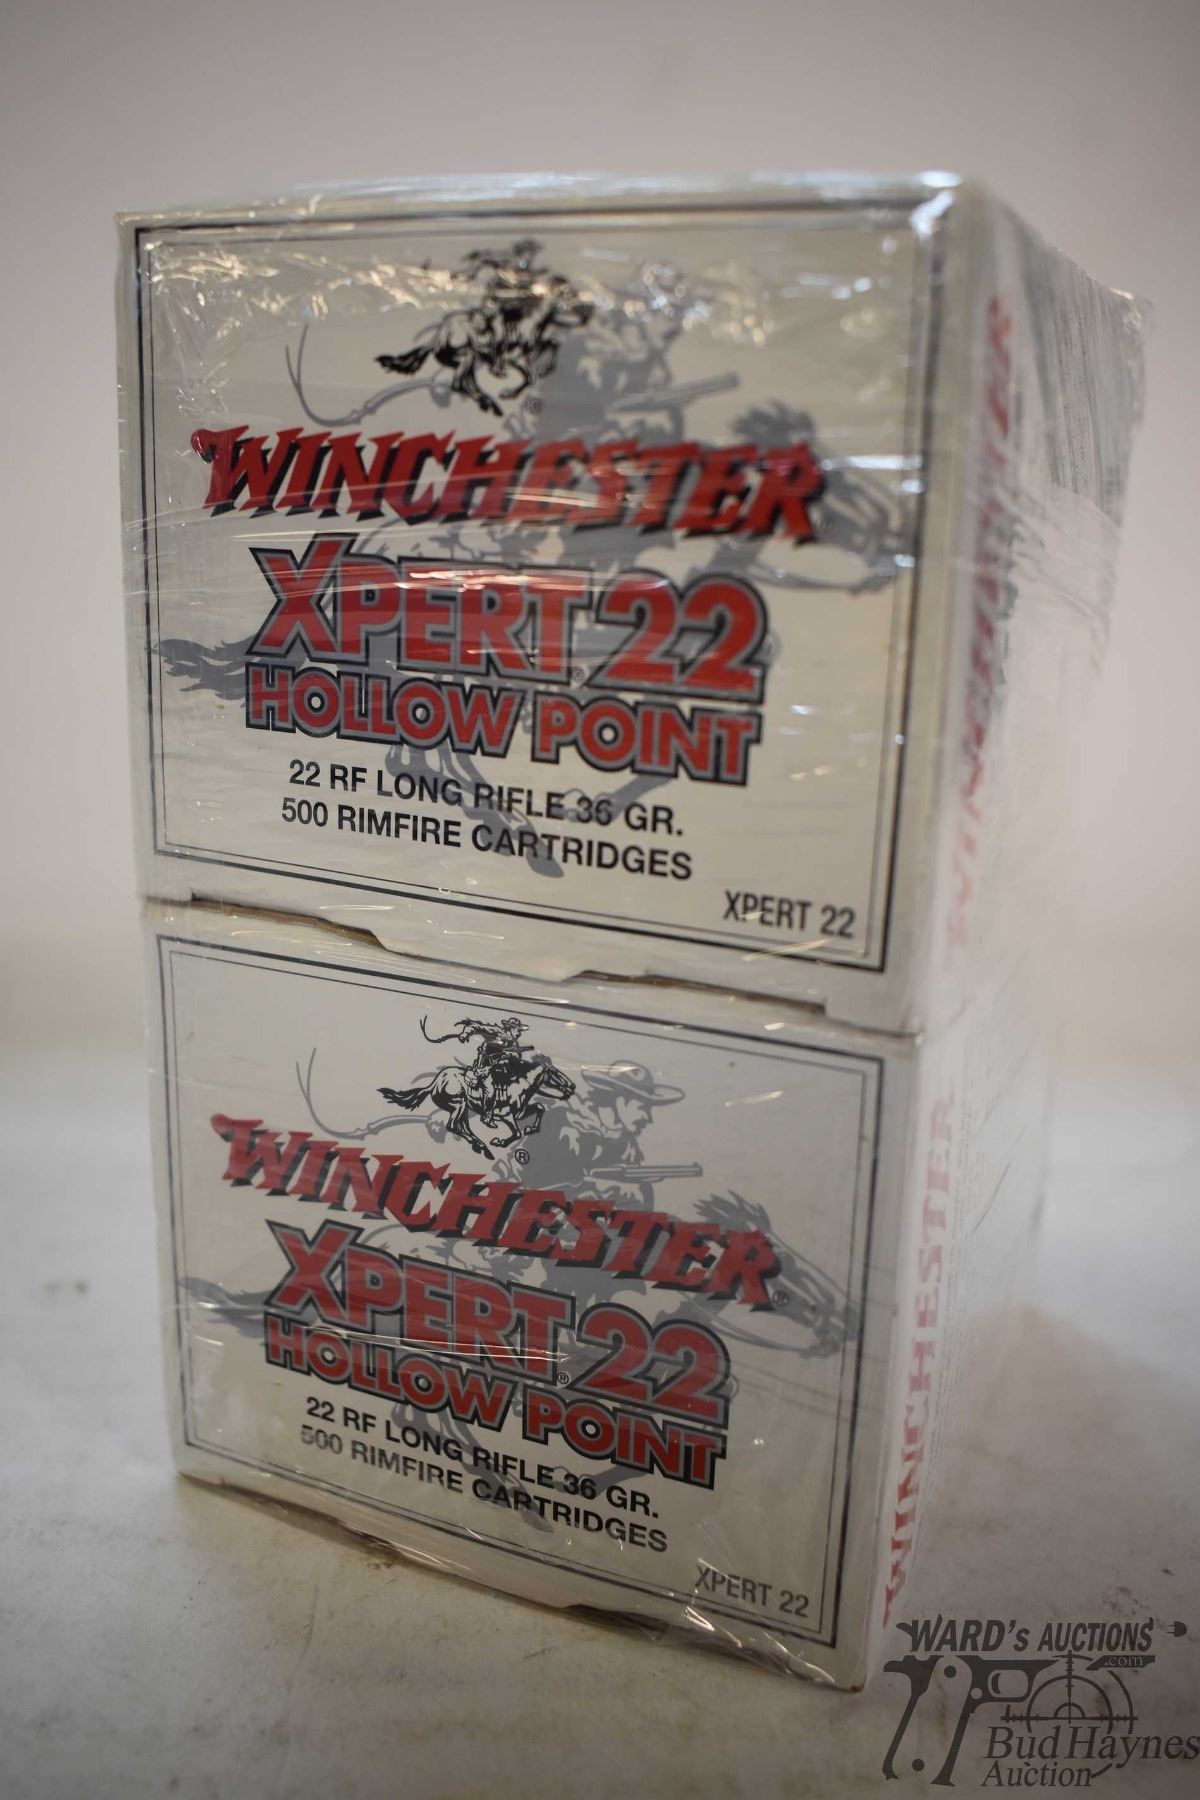 WINCHESTER
XPERT 22
HOLLOW POINT
22 RF LONG RIFLE 36 GR.
500 RIMFIRE CARTRIDGES
XPERT 22
WINCHESTER
WINCHESTER®
XPERT® 22
HOLLOW POINT
22 RF LONG RIFLE 36 GR.
500 RIMFIRE CARTRIDGES
XPERT 22
WINCHESTER
WARD's AUCTIONS
.com
Bud Haynes
Auction